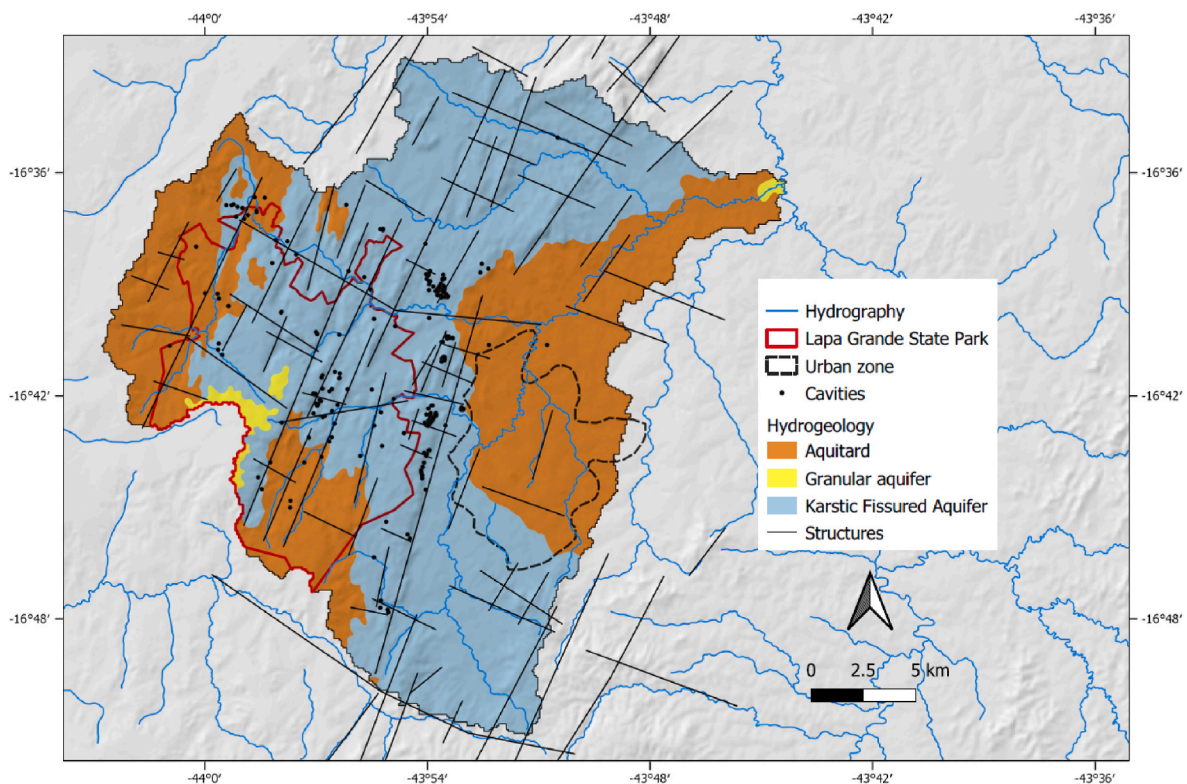 -44°0′ -43°54′ -43°48′ -43°42′ -43°36′
-16°36′ -16°36′
Hydrography
Lapa Grande State Park
Urban zone
Cavities
-16°42′ -16°42′
Hydrogeology
Aquitard
Granular aquifer
Karstic Fissured Aquifer
Structures
-16°48′ -16°48′
0 2.5 5 km
-44°0′ -43°54′ -43°48′ -43°42′ -43°36′